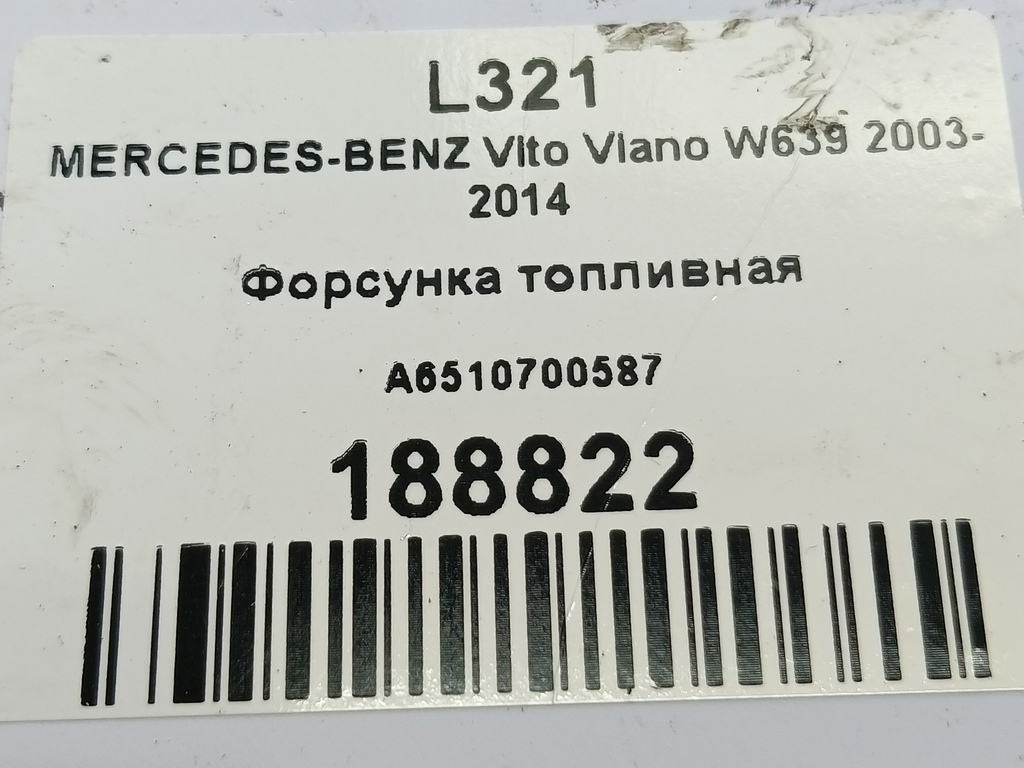 L321
MERCEDES-BENZ Vito Viano W639 2003-
2014
Форсунка топливная
A6510700587
188822